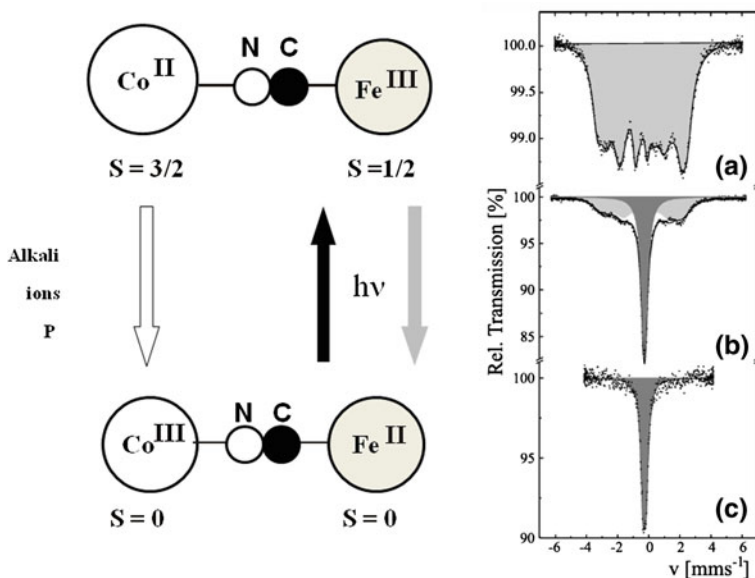 N C
Co II
Fe III
S = 3/2
S =1/2
Alkali
ions
P
hν
N C
Co III
Fe II
S = 0
S = 0
Rel. Transmission [%]
100.0
99.5
99.0
(a)
100
95
90
85
(b)
100
95
90
(c)
-6 -4 -2 0 2 4 6
v [mms⁻¹]